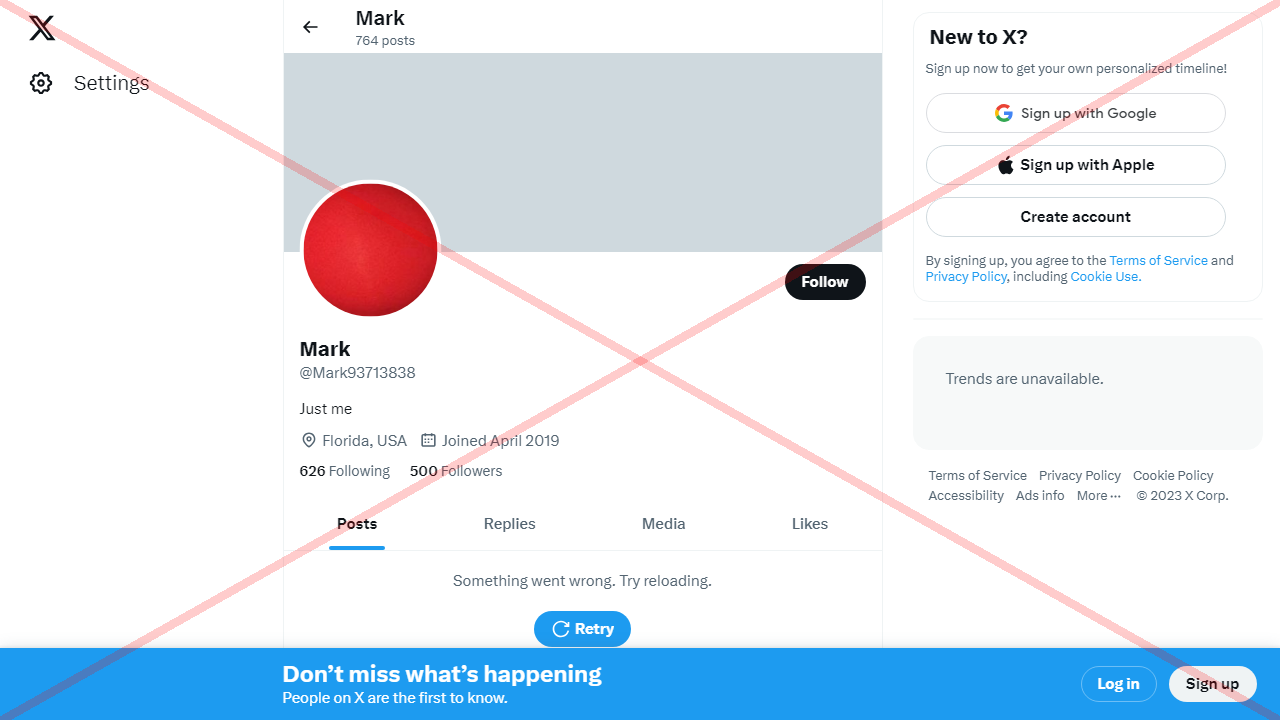 Settings
Mark
764 posts
Follow
Mark
@Mark93713838
Just me
Florida, USA Joined April 2019
626 Following 500 Followers
Posts Replies Media Likes
Something went wrong. Try reloading.
Retry
New to X?
Sign up now to get your own personalized timeline!
Sign up with Google
Sign up with Apple
Create account
By signing up, you agree to the Terms of Service and
Privacy Policy, including Cookie Use.
Trends are unavailable.
Terms of Service Privacy Policy Cookie Policy
Accessibility Ads info More ··· © 2023 X Corp.
Don’t miss what’s happening
People on X are the first to know.
Log in Sign up